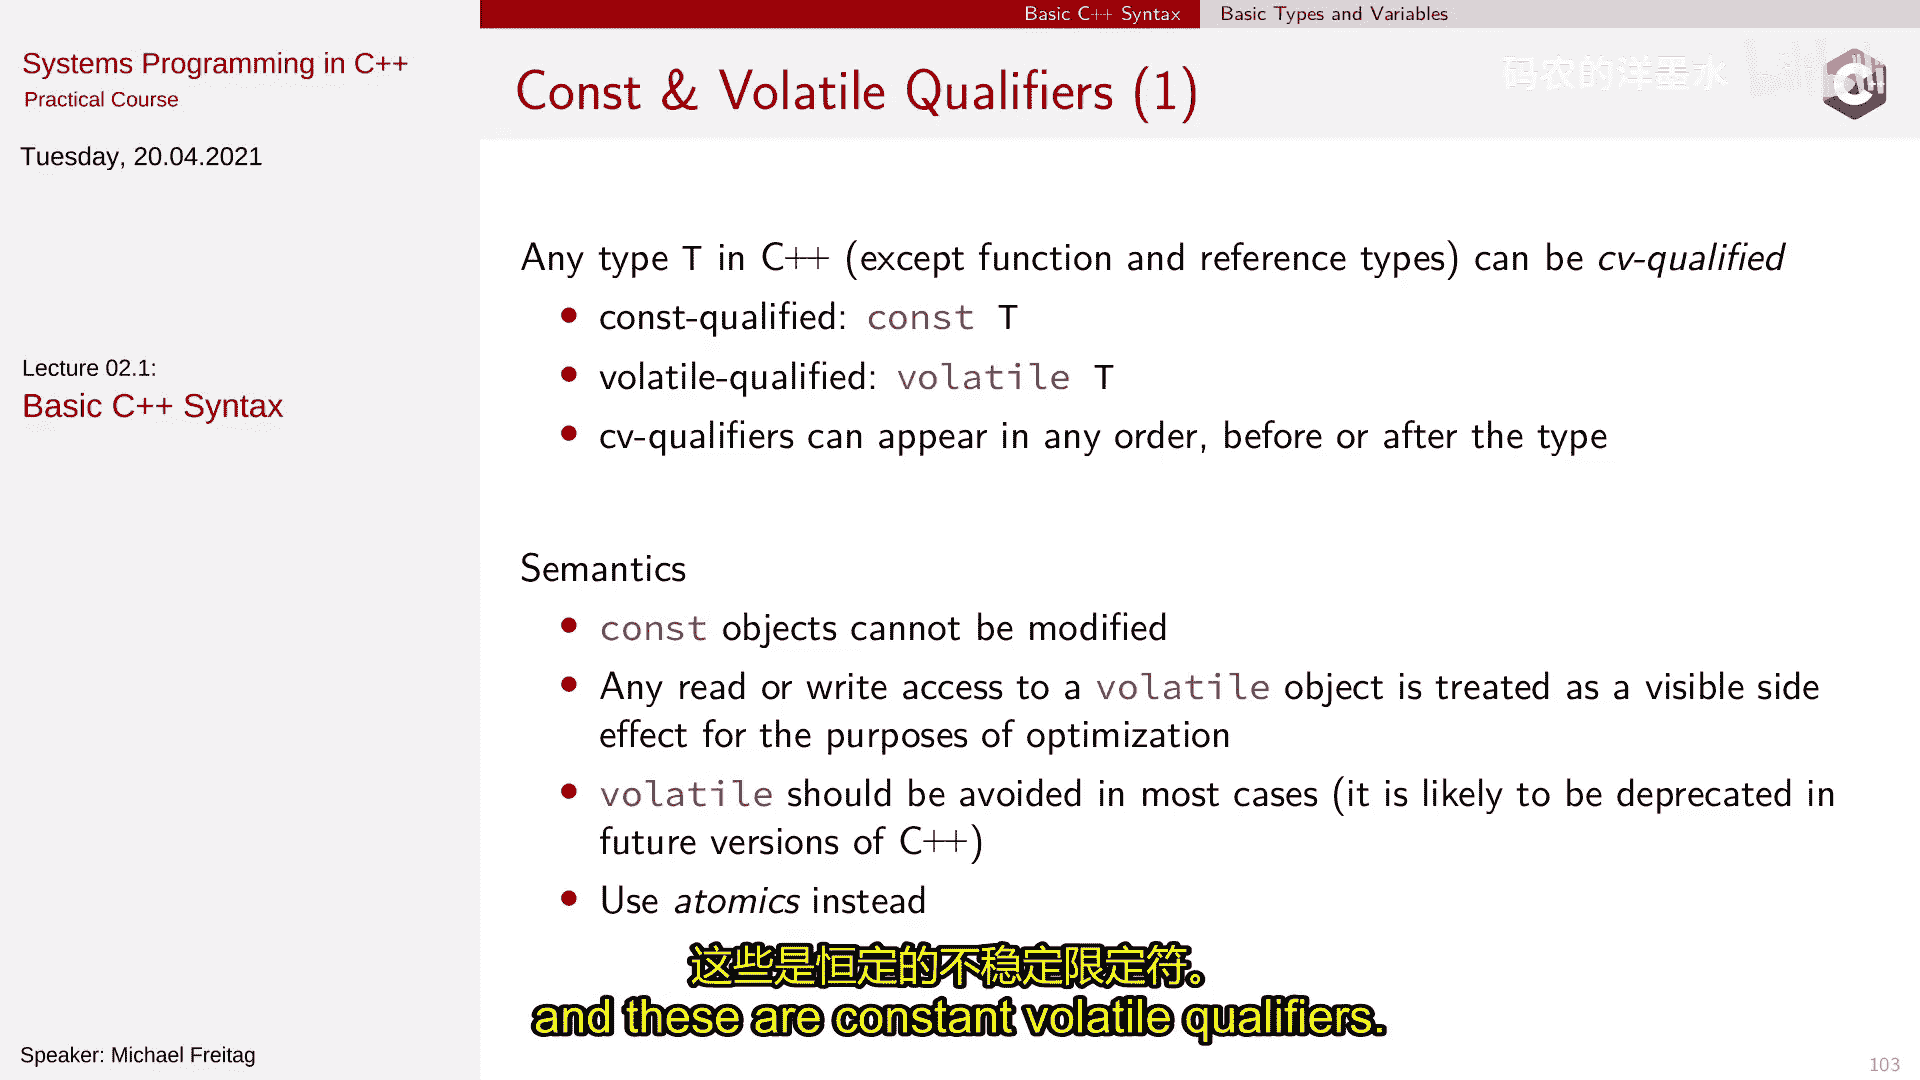 Basic C++ Syntax
Basic Types and Variables
Systems Programming in C++
Practical Course
Tuesday, 20.04.2021
Lecture 02.1:
Basic C++ Syntax
Speaker: Michael Freitag
Const & Volatile Qualifiers (1)
码农的洋墨水
Any type T in C++ (except function and reference types) can be cv-qualified
• const-qualified: const T
• volatile-qualified: volatile T
• cv-qualifiers can appear in any order, before or after the type
Semantics
• const objects cannot be modified
• Any read or write access to a volatile object is treated as a visible side
effect for the purposes of optimization
• volatile should be avoided in most cases (it is likely to be deprecated in
future versions of C++)
• Use atomics instead
这些是恒定的不稳定限定符。
and these are constant volatile qualifiers.
103